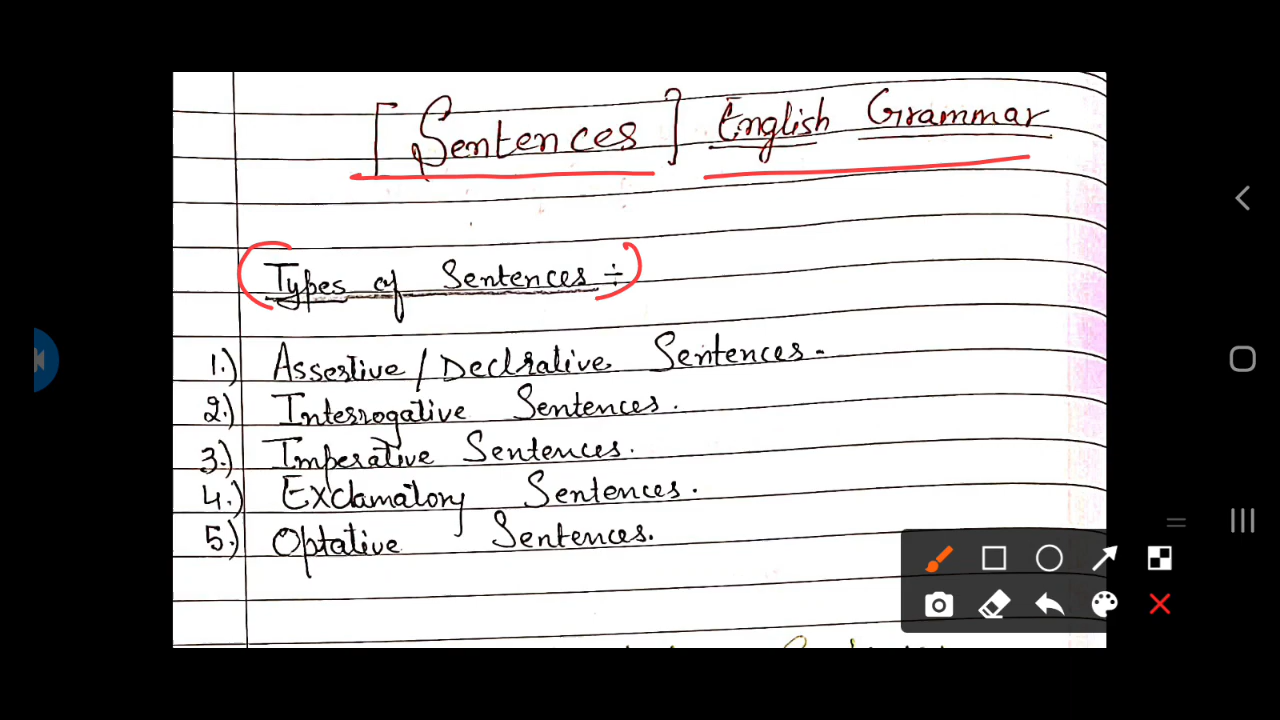 [Sentences] English Grammar
Types of Sentences ÷
1.) Assertive / Declrative Sentences.
2.) Interrogative Sentences.
3.) Imperative Sentences.
4.) Exclamatory Sentences.
5.) Optative Sentences.